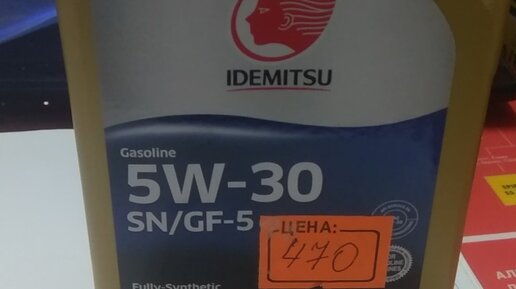 IDEMITSU
Gasoline
5W-30
SN/GF-5
ЦЕНА:
470
Fully-Synthetic